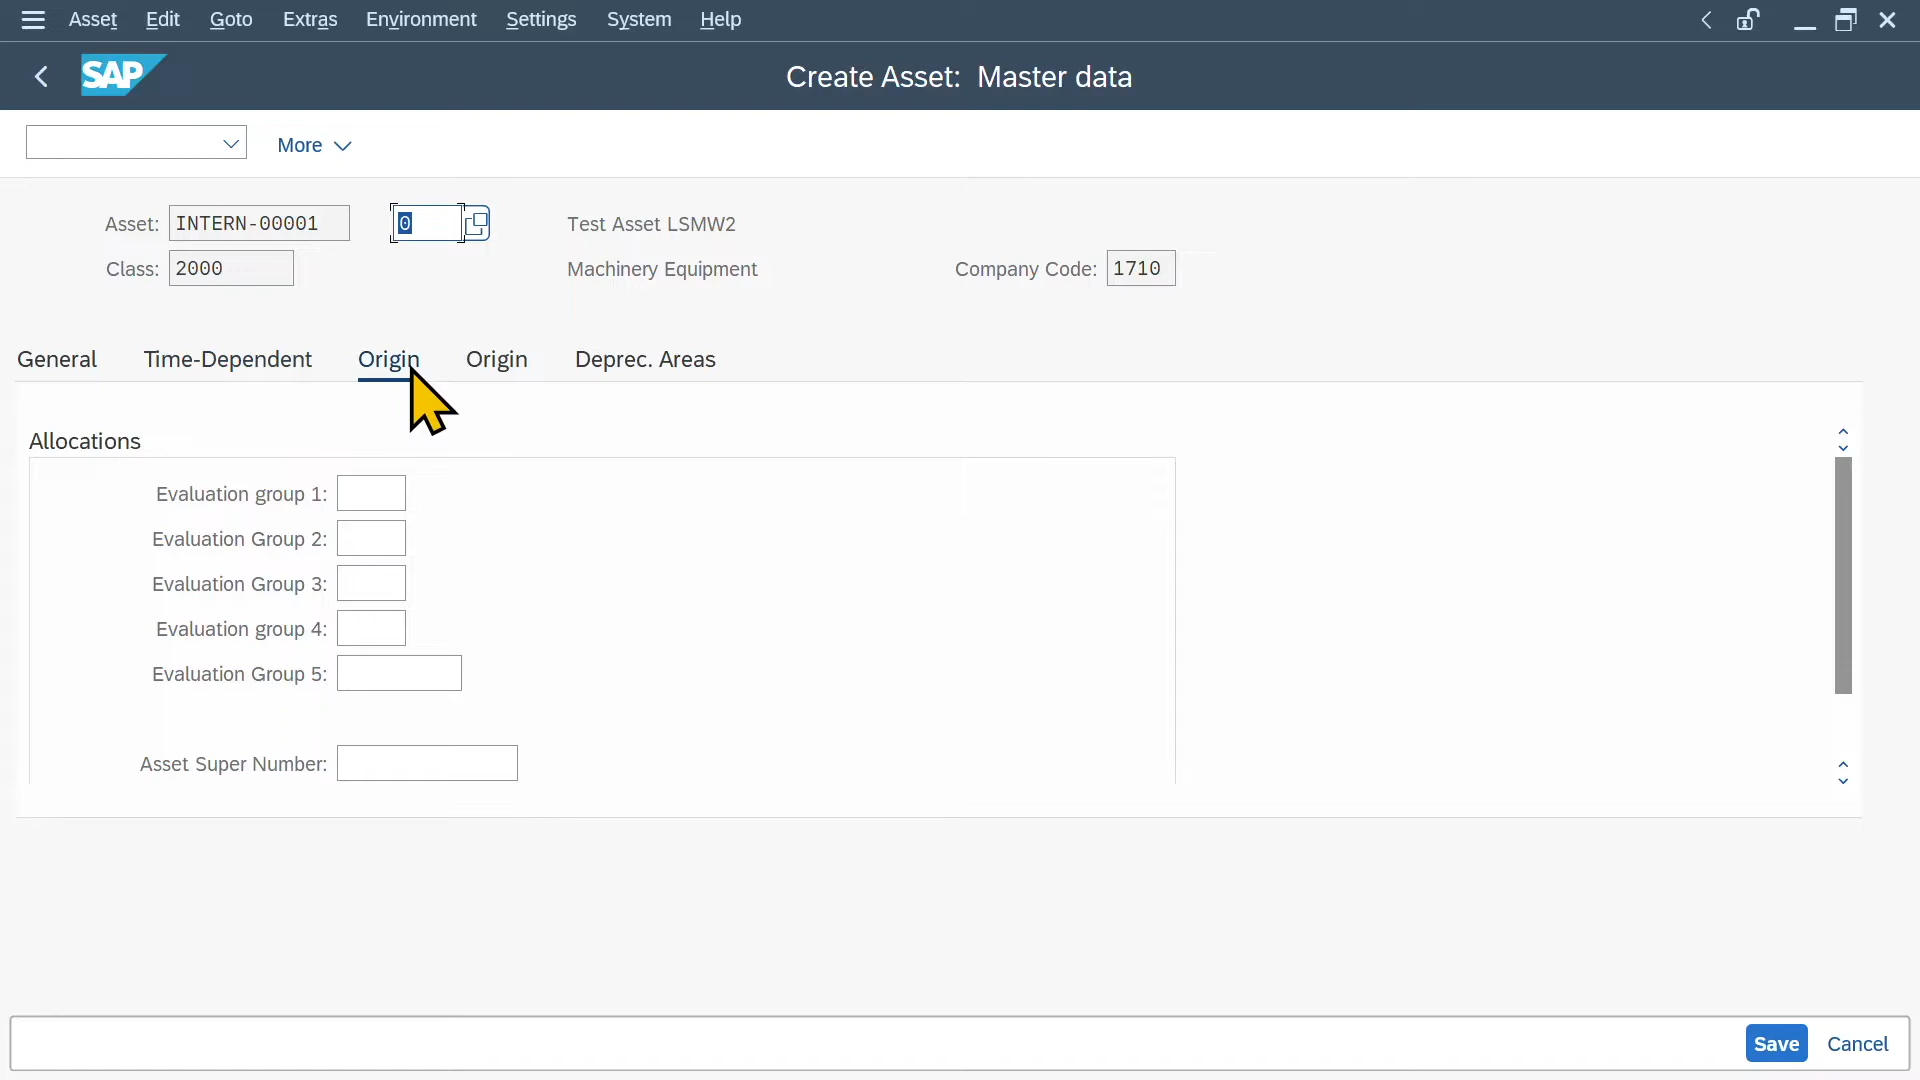 Asset Edit Goto Extras Environment Settings System Help
SAP Create Asset: Master data
More
Asset: INTERN-00001 0 Test Asset LSMW2
Class: 2000 Machinery Equipment Company Code: 1710
General Time-Dependent Origin Origin Deprec. Areas
Allocations
Evaluation group 1:
Evaluation Group 2:
Evaluation Group 3:
Evaluation group 4:
Evaluation Group 5:
Asset Super Number:
Save Cancel